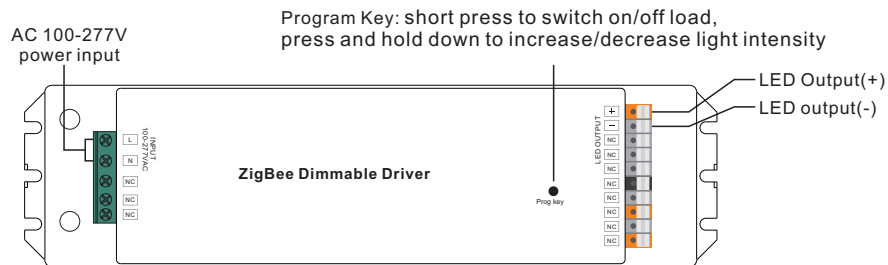 Program Key: short press to switch on/off load,
press and hold down to increase/decrease light intensity
AC 100-277V
power input
LED Output(+)
LED output(-)
L
N
NC
NC
NC
INPUT
100-277VAC
ZigBee Dimmable Driver
Prog key
LED OUTPUT
+
−
NC
NC
NC
NC
NC
NC
NC
NC